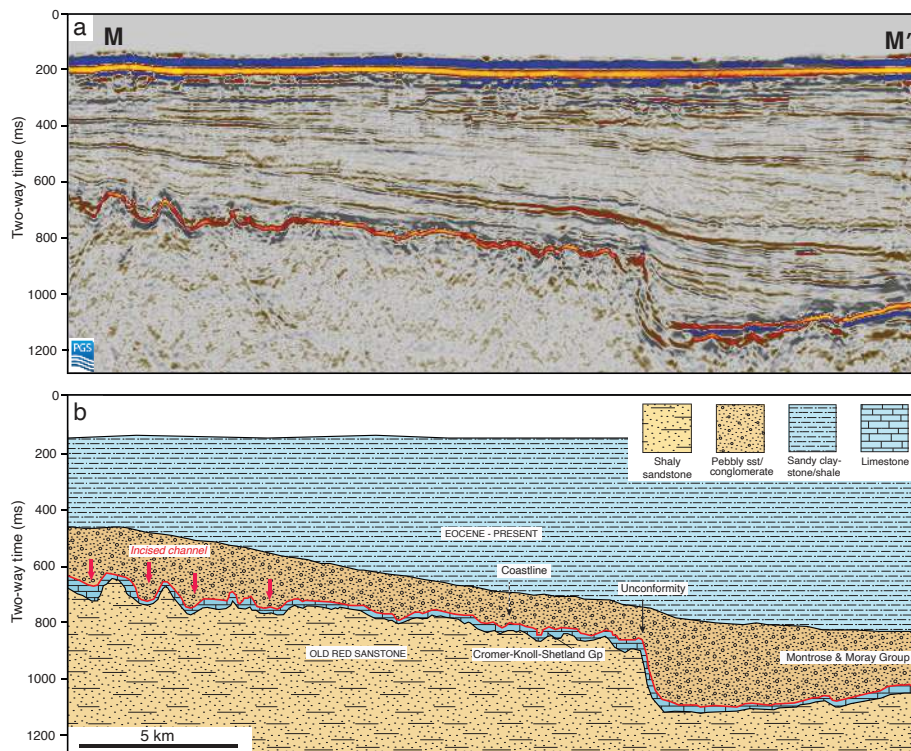 a
M
M′
0
200
400
600
800
1000
1200
Two-way time (ms)
PGS
b
0
200
400
600
800
1000
1200
Two-way time (ms)
Shaly
sandstone
Pebbly sst/
conglomerate
Sandy clay-
stone/shale
Limestone
EOCENE - PRESENT
Incised channel
Coastline
Unconformity
OLD RED SANSTONE
Cromer-Knoll-Shetland Gp
Montrose & Moray Group
5 km